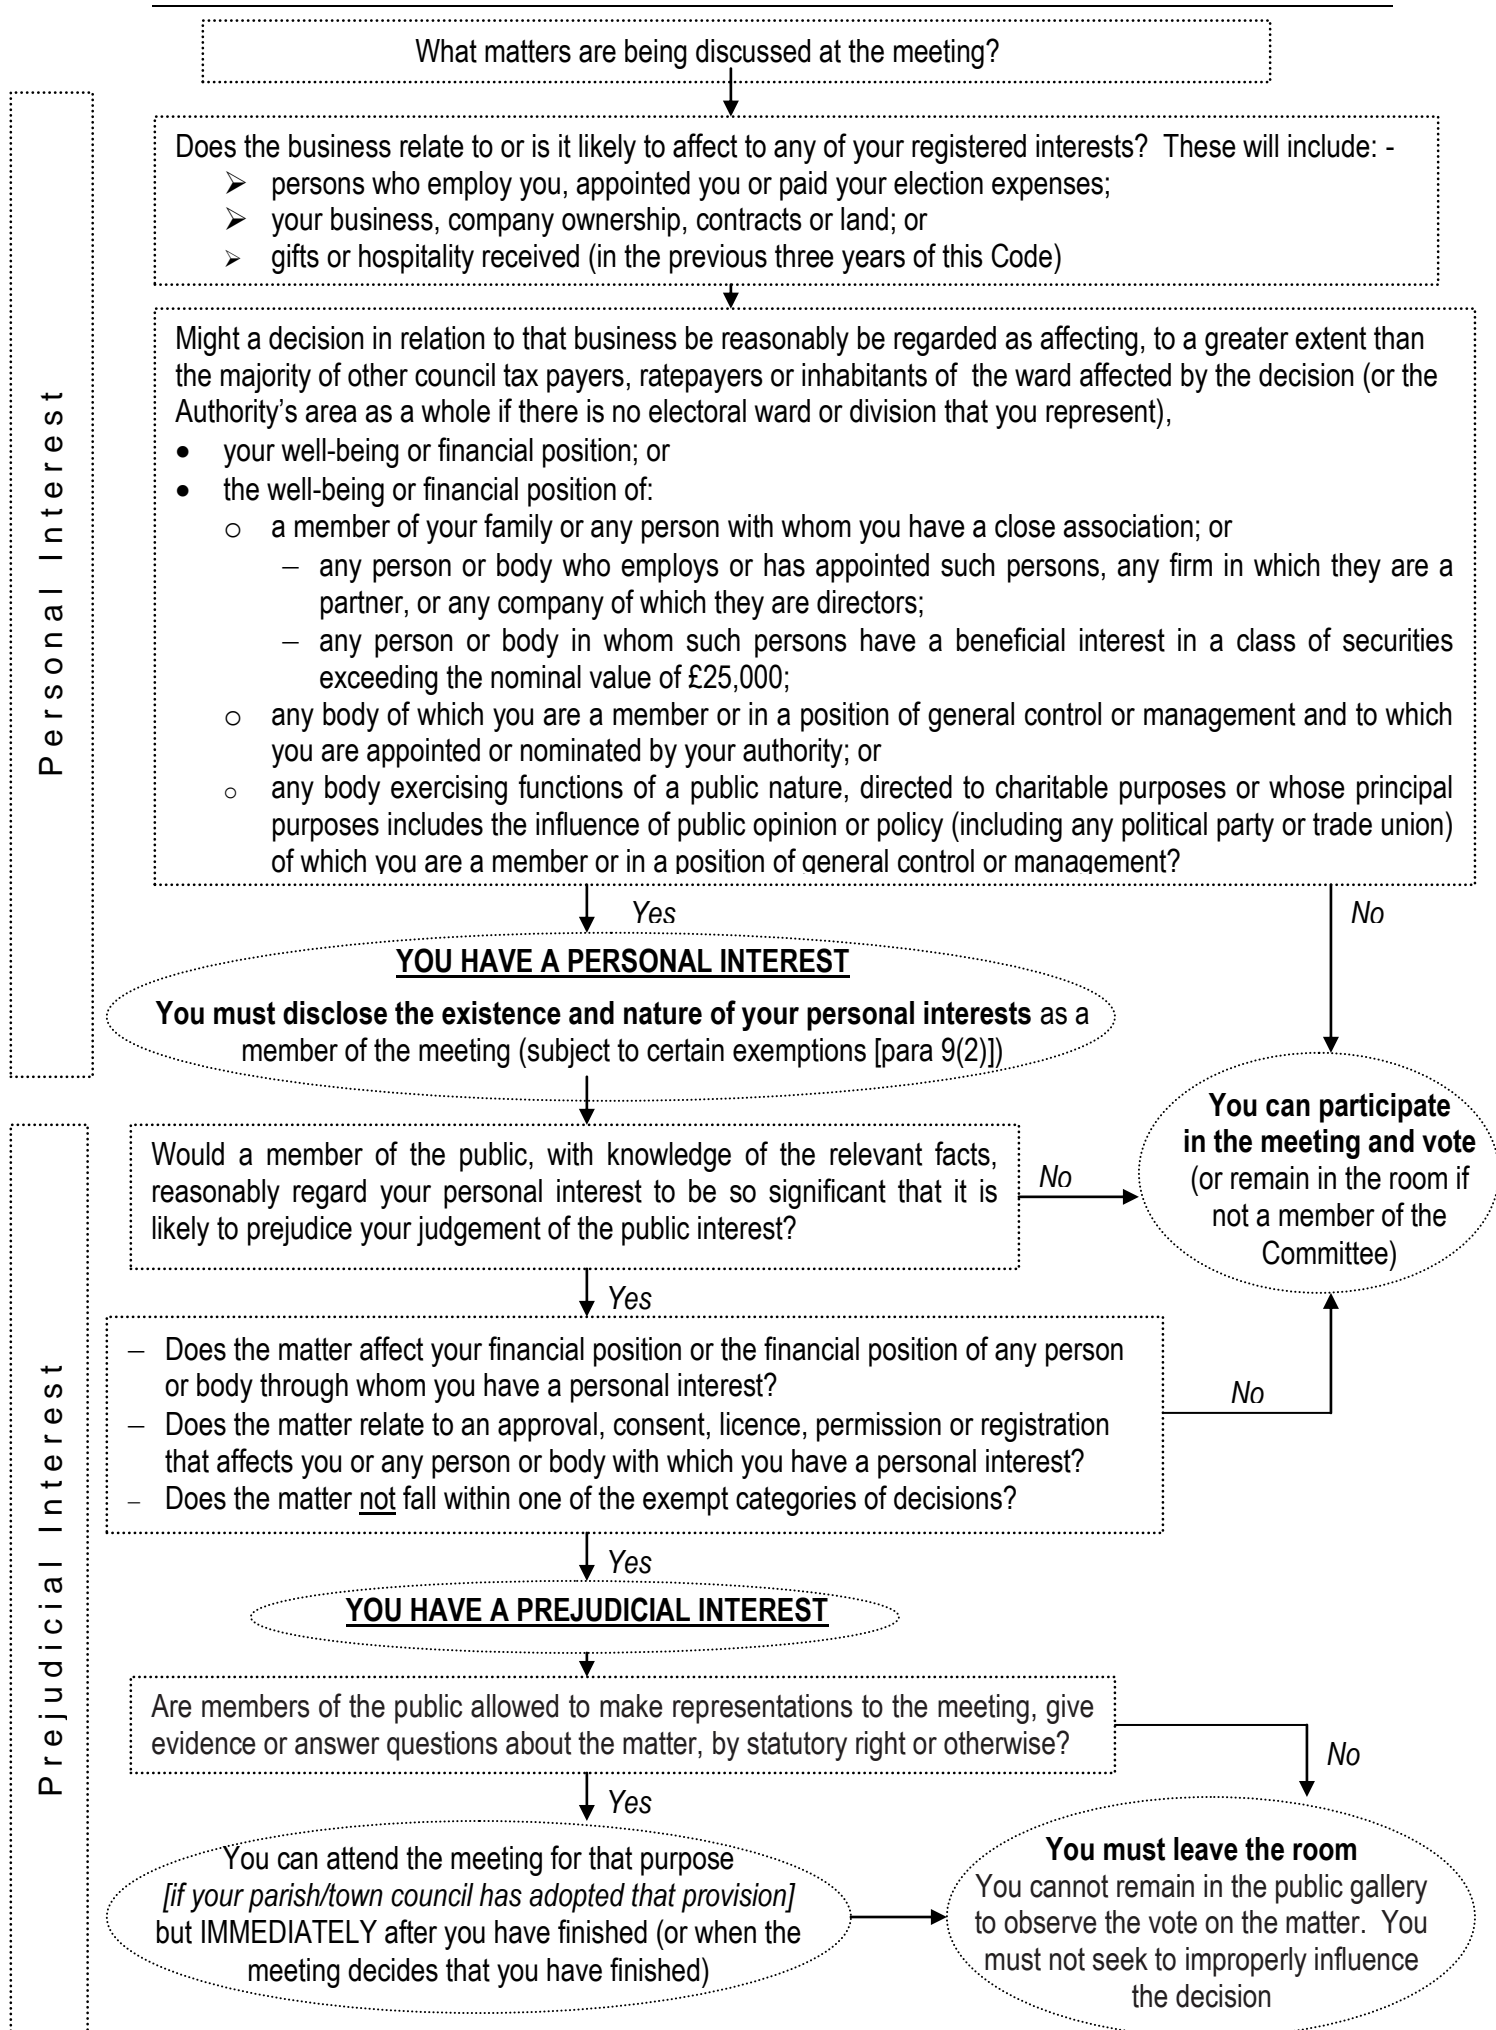 What matters are being discussed at the meeting?
Personal Interest
Does the business relate to or is it likely to affect to any of your registered interests? These will include: -
➢ persons who employ you, appointed you or paid your election expenses;
➢ your business, company ownership, contracts or land; or
➢ gifts or hospitality received (in the previous three years of this Code)
Might a decision in relation to that business be reasonably be regarded as affecting, to a greater extent than
the majority of other council tax payers, ratepayers or inhabitants of the ward affected by the decision (or the
Authority’s area as a whole if there is no electoral ward or division that you represent),
• your well-being or financial position; or
• the well-being or financial position of:
o a member of your family or any person with whom you have a close association; or
– any person or body who employs or has appointed such persons, any firm in which they are a
partner, or any company of which they are directors;
– any person or body in whom such persons have a beneficial interest in a class of securities
exceeding the nominal value of £25,000;
o any body of which you are a member or in a position of general control or management and to which
you are appointed or nominated by your authority; or
o any body exercising functions of a public nature, directed to charitable purposes or whose principal
purposes includes the influence of public opinion or policy (including any political party or trade union)
of which you are a member or in a position of general control or management?
Yes
No
YOU HAVE A PERSONAL INTEREST
You must disclose the existence and nature of your personal interests as a
member of the meeting (subject to certain exemptions [para 9(2)])
You can participate
in the meeting and vote
(or remain in the room if
not a member of the
Committee)
Prejudicial Interest
Would a member of the public, with knowledge of the relevant facts,
reasonably regard your personal interest to be so significant that it is
likely to prejudice your judgement of the public interest?
No
Yes
– Does the matter affect your financial position or the financial position of any person
or body through whom you have a personal interest?
– Does the matter relate to an approval, consent, licence, permission or registration
that affects you or any person or body with which you have a personal interest?
– Does the matter not fall within one of the exempt categories of decisions?
No
Yes
YOU HAVE A PREJUDICIAL INTEREST
Are members of the public allowed to make representations to the meeting, give
evidence or answer questions about the matter, by statutory right or otherwise?
No
Yes
You can attend the meeting for that purpose
[if your parish/town council has adopted that provision]
but IMMEDIATELY after you have finished (or when the
meeting decides that you have finished)
You must leave the room
You cannot remain in the public gallery
to observe the vote on the matter. You
must not seek to improperly influence
the decision